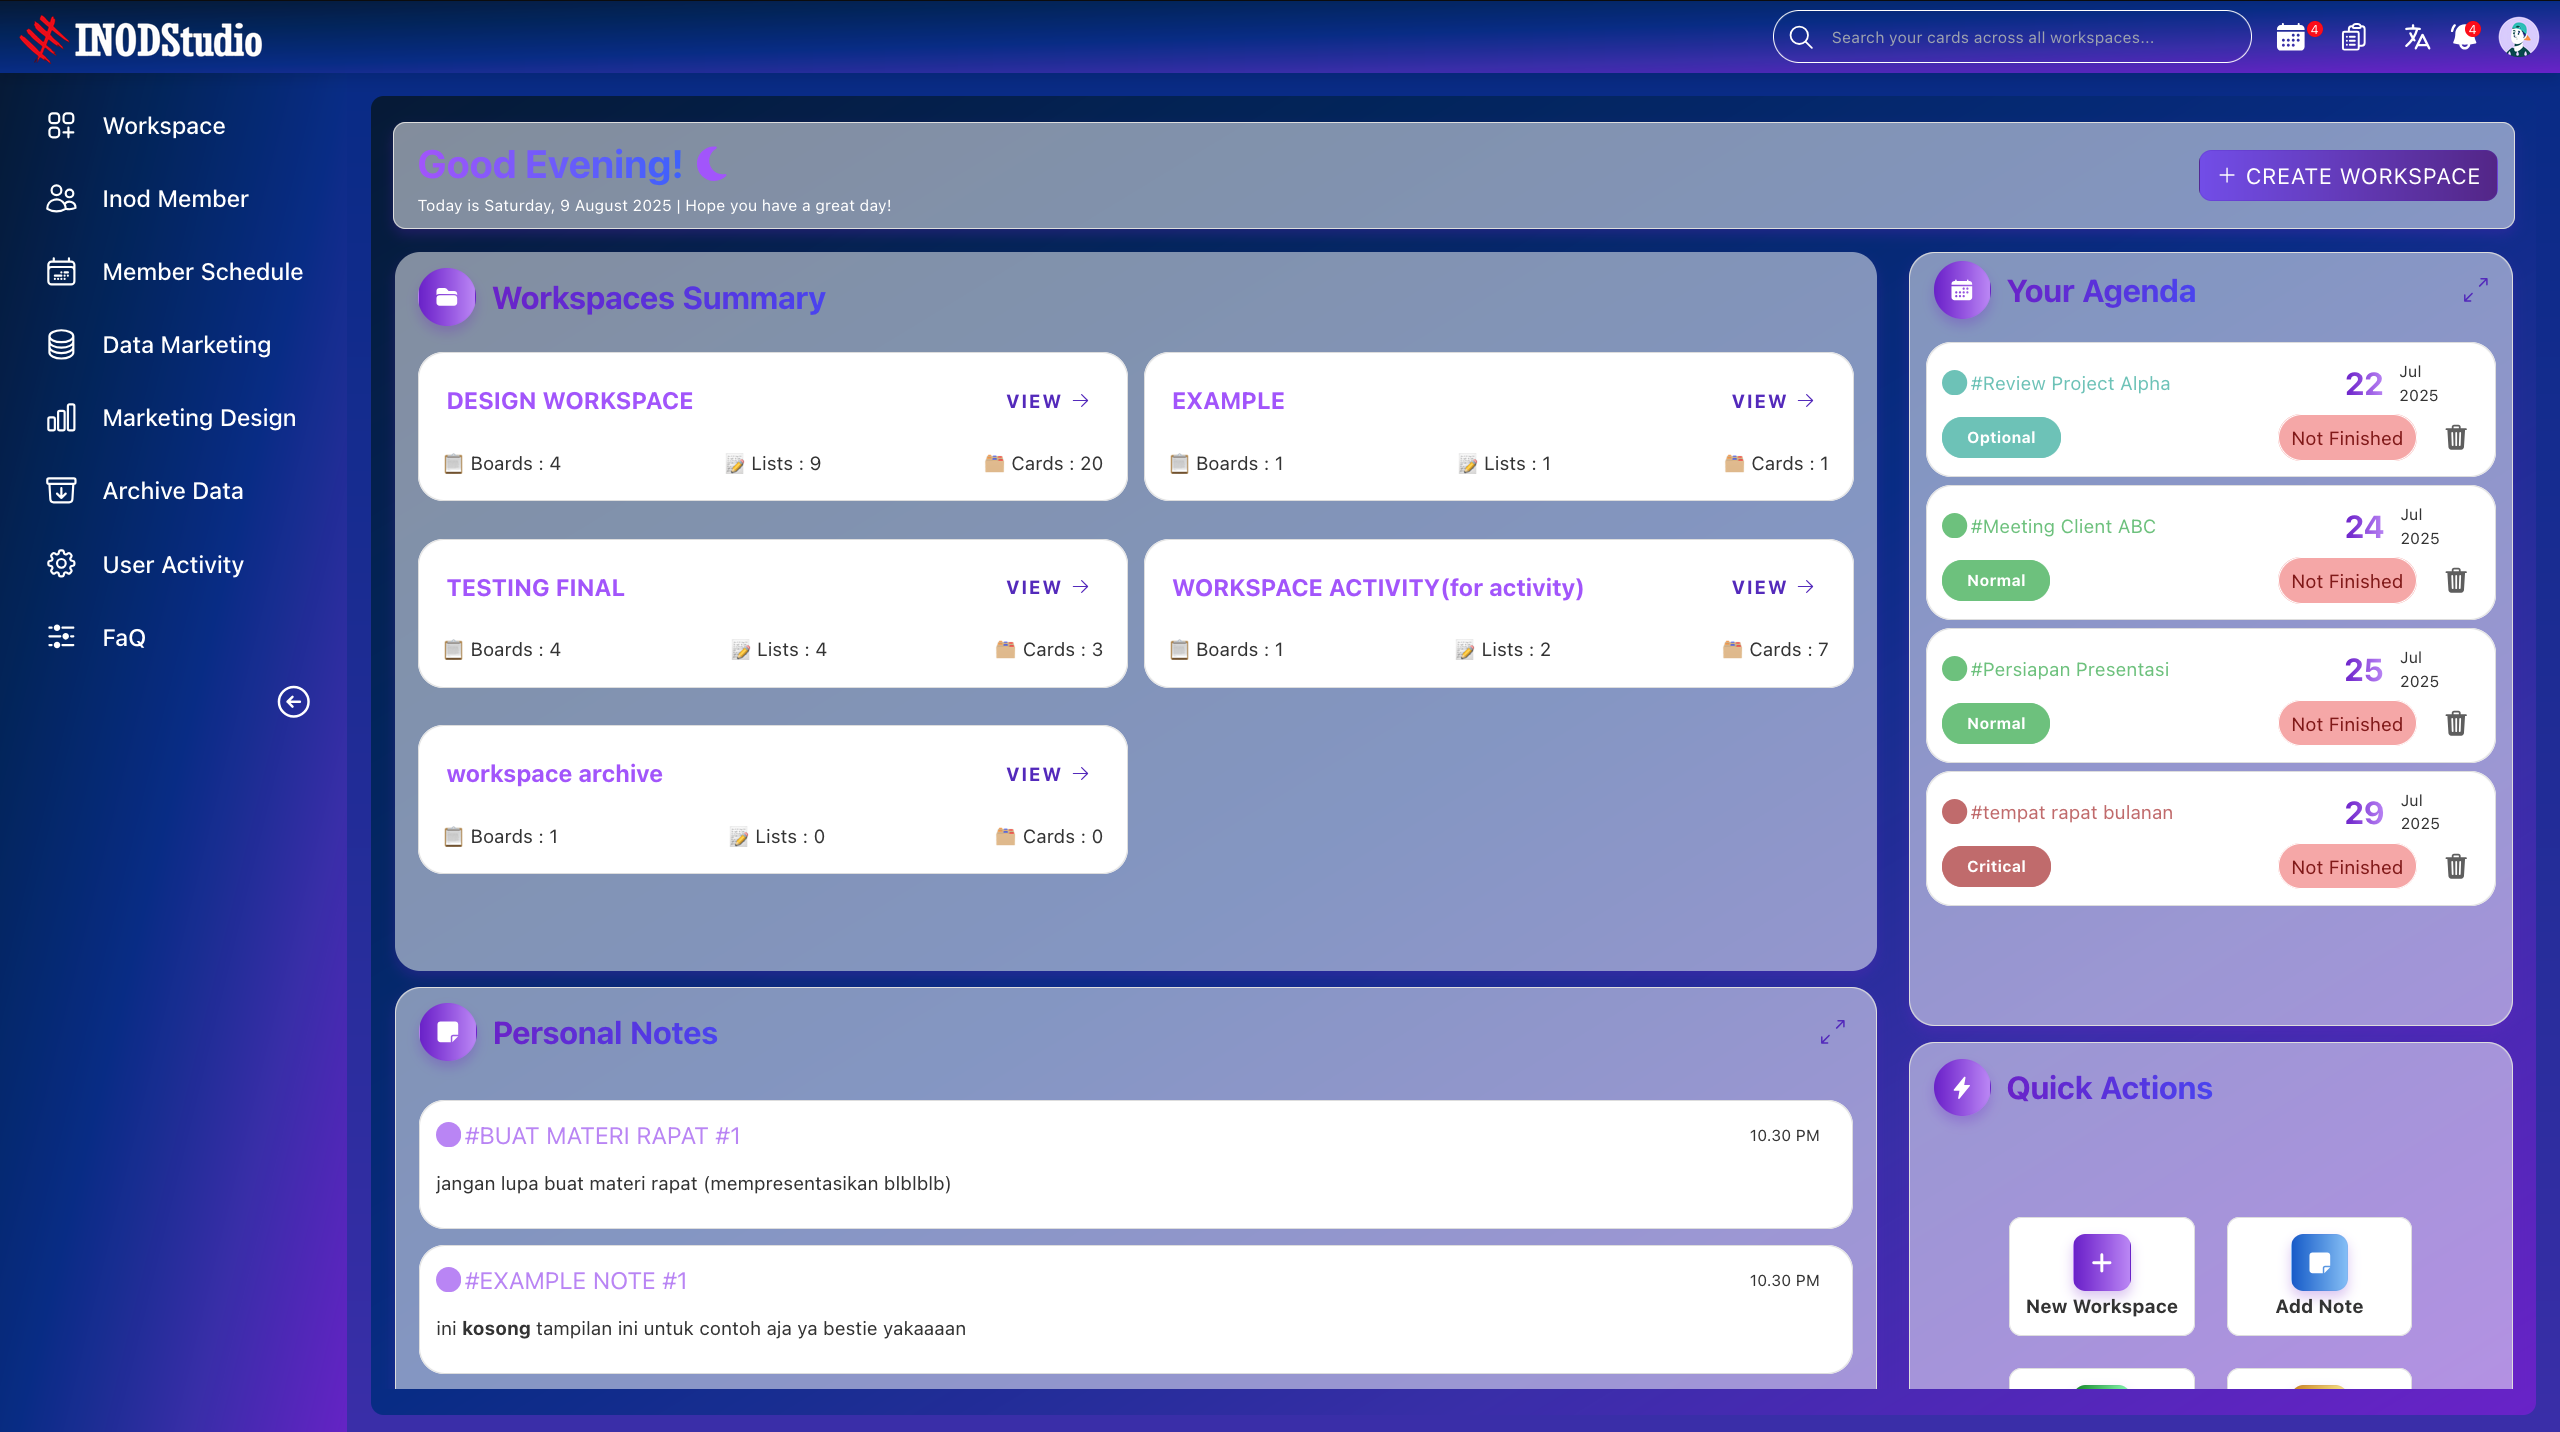 INODStudio
Search your cards across all workspaces...
4
4
Workspace
Inod Member
Member Schedule
Data Marketing
Marketing Design
Archive Data
User Activity
FaQ
Good Evening!
Today is Saturday, 9 August 2025 | Hope you have a great day!
+ CREATE WORKSPACE
Workspaces Summary
DESIGN WORKSPACE
VIEW →
Boards : 4
Lists : 9
Cards : 20
EXAMPLE
VIEW →
Boards : 1
Lists : 1
Cards : 1
TESTING FINAL
VIEW →
Boards : 4
Lists : 4
Cards : 3
WORKSPACE ACTIVITY(for activity)
VIEW →
Boards : 1
Lists : 2
Cards : 7
workspace archive
VIEW →
Boards : 1
Lists : 0
Cards : 0
Your Agenda
#Review Project Alpha
22 Jul 2025
Optional
Not Finished
#Meeting Client ABC
24 Jul 2025
Normal
Not Finished
#Persiapan Presentasi
25 Jul 2025
Normal
Not Finished
#tempat rapat bulanan
29 Jul 2025
Critical
Not Finished
Personal Notes
#BUAT MATERI RAPAT #1
10.30 PM
jangan lupa buat materi rapat (mempresentasikan blblblb)
#EXAMPLE NOTE #1
10.30 PM
ini kosong tampilan ini untuk contoh aja ya bestie yakaaaan
Quick Actions
New Workspace
Add Note